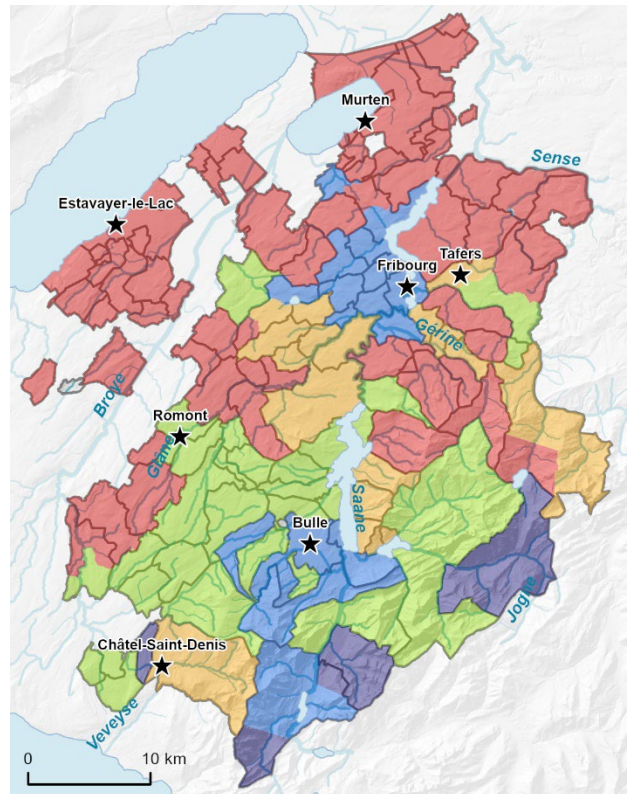 Murten
Sense
Estavayer-le-Lac
Tafers
Fribourg
Gérine
Broye
Romont
Glâne
Saane
Bulle
Jogne
Châtel-Saint-Denis
Veveyse
0 10 km